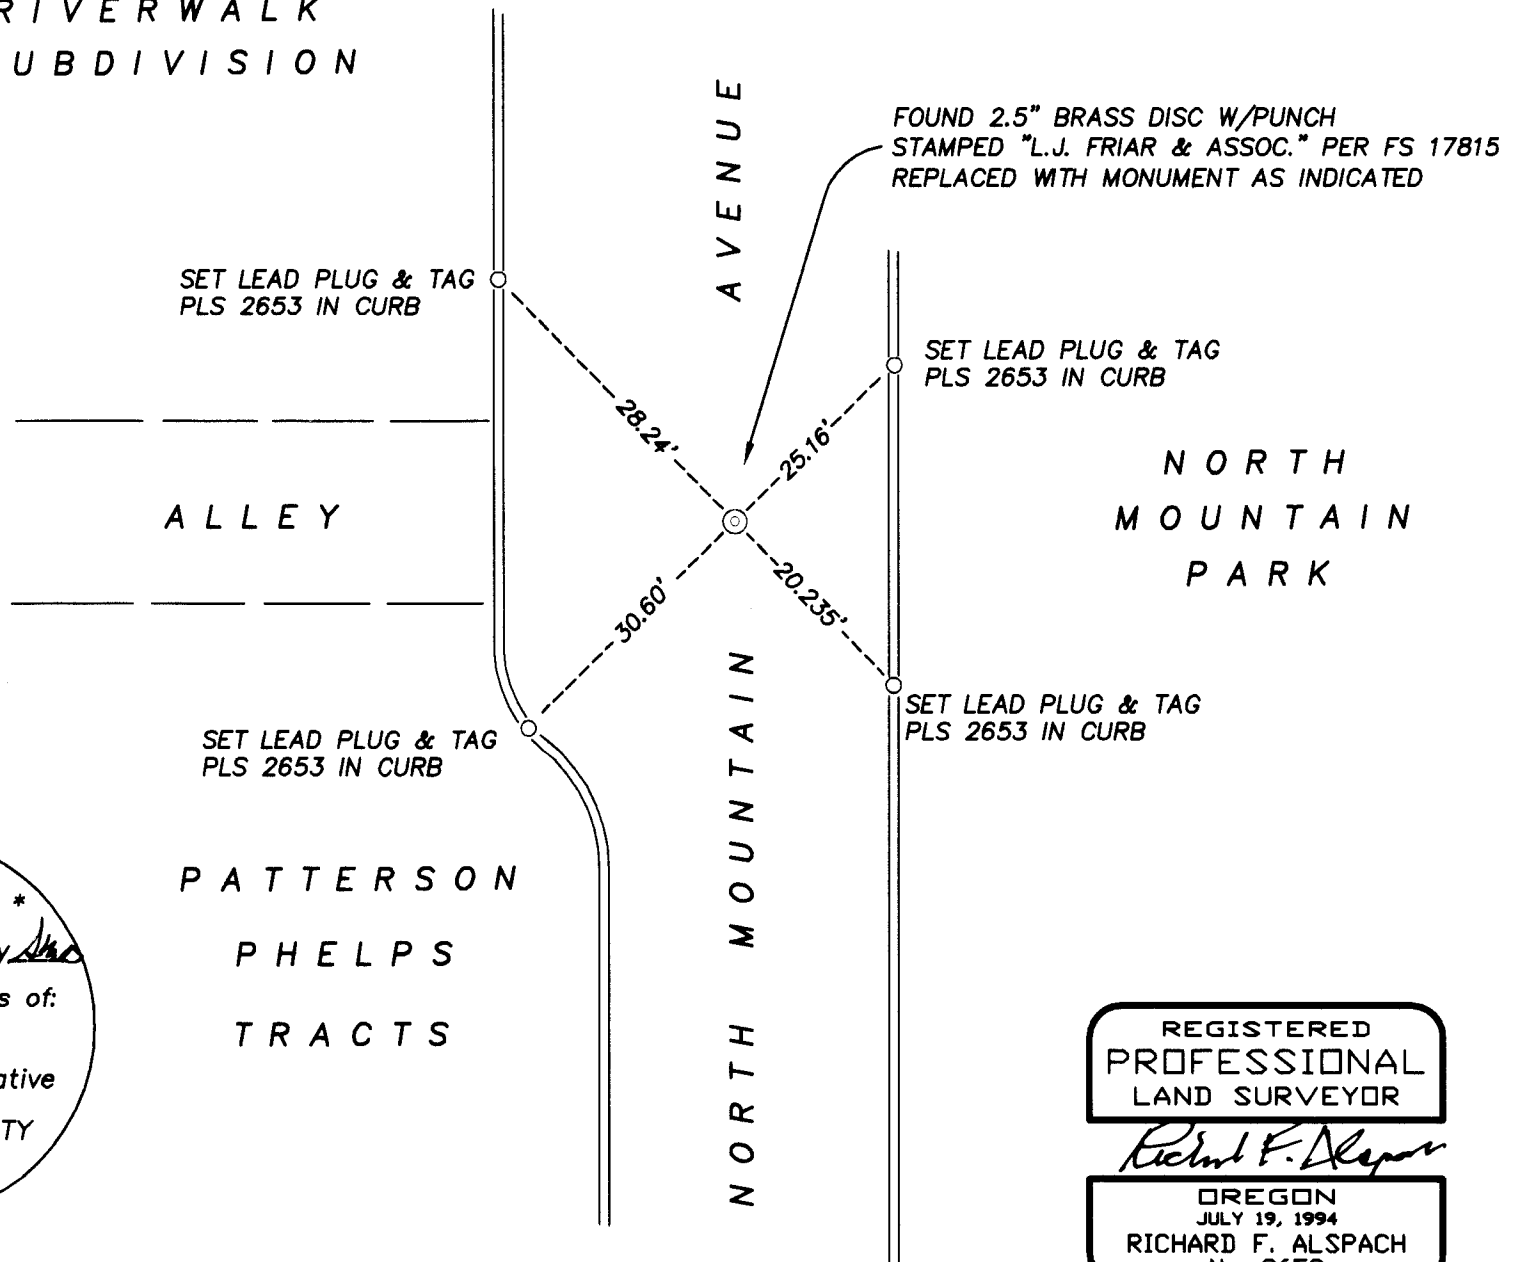 RIVERWALK
SUBDIVISION
AVENUE
FOUND 2.5" BRASS DISC W/PUNCH
STAMPED "L.J. FRIAR & ASSOC." PER FS 17815
REPLACED WITH MONUMENT AS INDICATED
SET LEAD PLUG & TAG
PLS 2653 IN CURB
SET LEAD PLUG & TAG
PLS 2653 IN CURB
28.24'
25.16'
ALLEY
NORTH
MOUNTAIN
PARK
30.60'
20.235'
SET LEAD PLUG & TAG
PLS 2653 IN CURB
SET LEAD PLUG & TAG
PLS 2653 IN CURB
NORTH MOUNTAIN
PATTERSON
PHELPS
TRACTS
*
s of:
ative
TY
REGISTERED
PROFESSIONAL
LAND SURVEYOR
Richard F. Alspach
OREGON
JULY 19, 1994
RICHARD F. ALSPACH